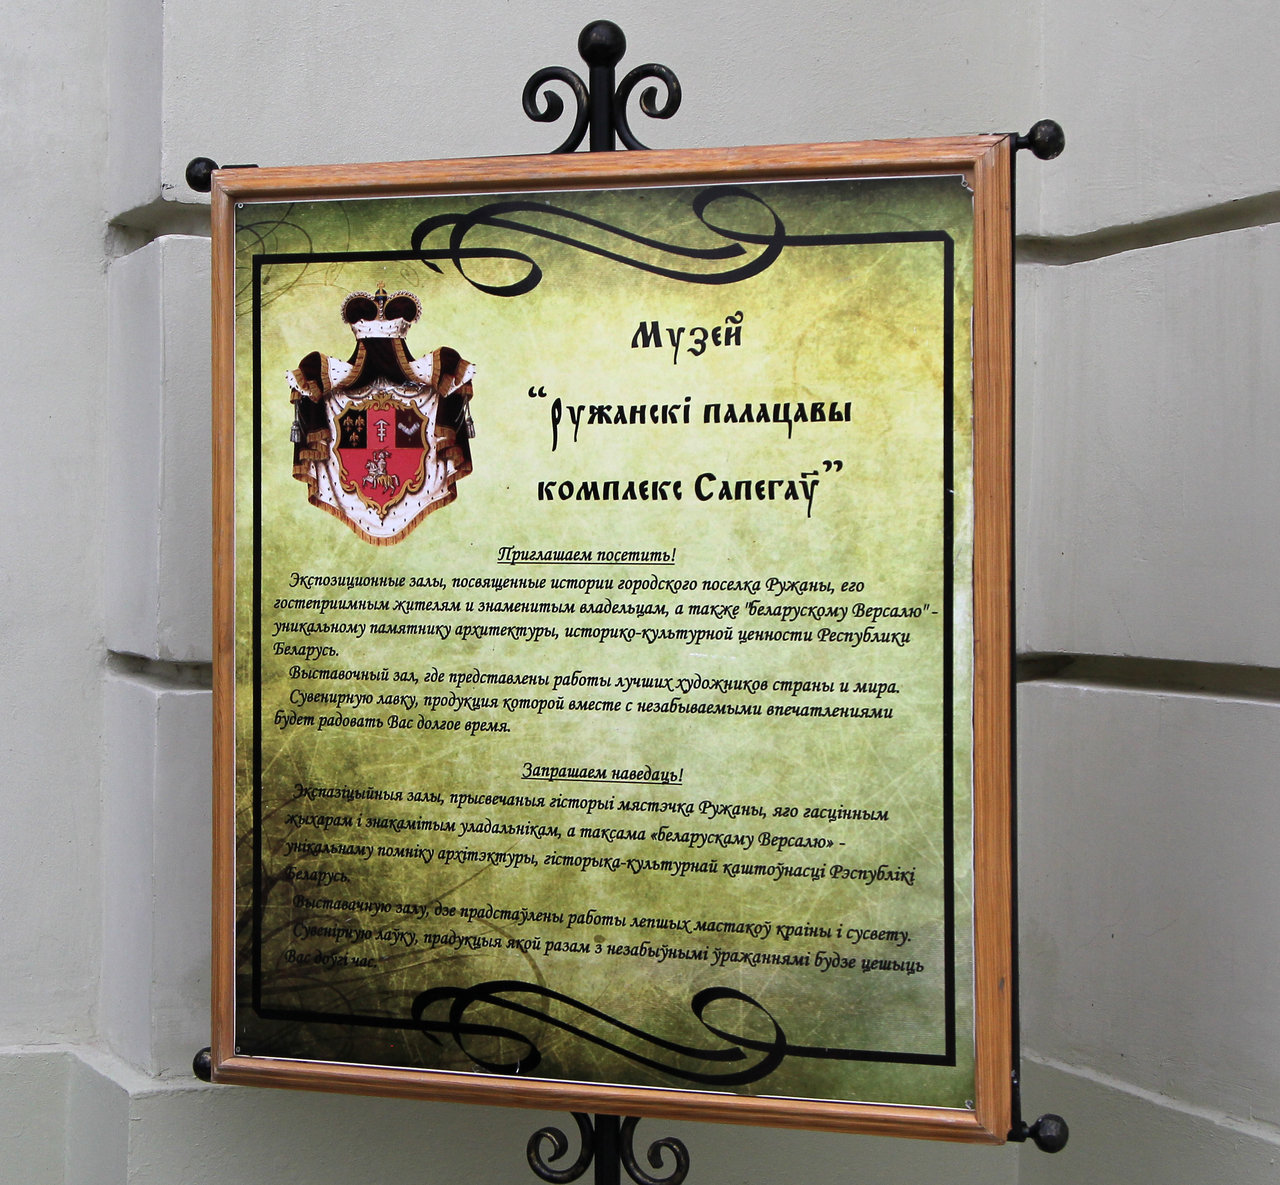 Музей
“Ружанскі палацавы
комплекс Сапегаў”
Приглашаем посетить!
Экспозиционные залы, посвященные истории городского поселка Ружаны, его
гостеприимным жителям и знаменитым владельцам, а также "беларускому Версалю" -
уникальному памятнику архитектуры, историко-культурной ценности Республики
Беларусь.
Выставочный зал, где представлены работы лучших художников страны и мира.
Сувенирную лавку, продукция которой вместе с незабываемыми впечатлениями
будет радовать Вас долгое время.
Запрашаем наведаць!
Экспазіцыйныя залы, прысвечаныя гісторыі мястэчка Ружаны, яго гасцінным
жыхарам і знакамітым уладальнікам, а таксама «беларускаму Версалю» -
унікальнаму помніку архітэктуры, гісторыка-культурнай каштоўнасці Рэспублікі
Беларусь.
Выставачную залу, дзе прадстаўлены работы лепшых мастакоў краіны і сусвету.
Сувенірную лаўку, прадукцыя якой разам з незабыўнымі ўражаннямі будзе цешыць
Вас доўгі час.